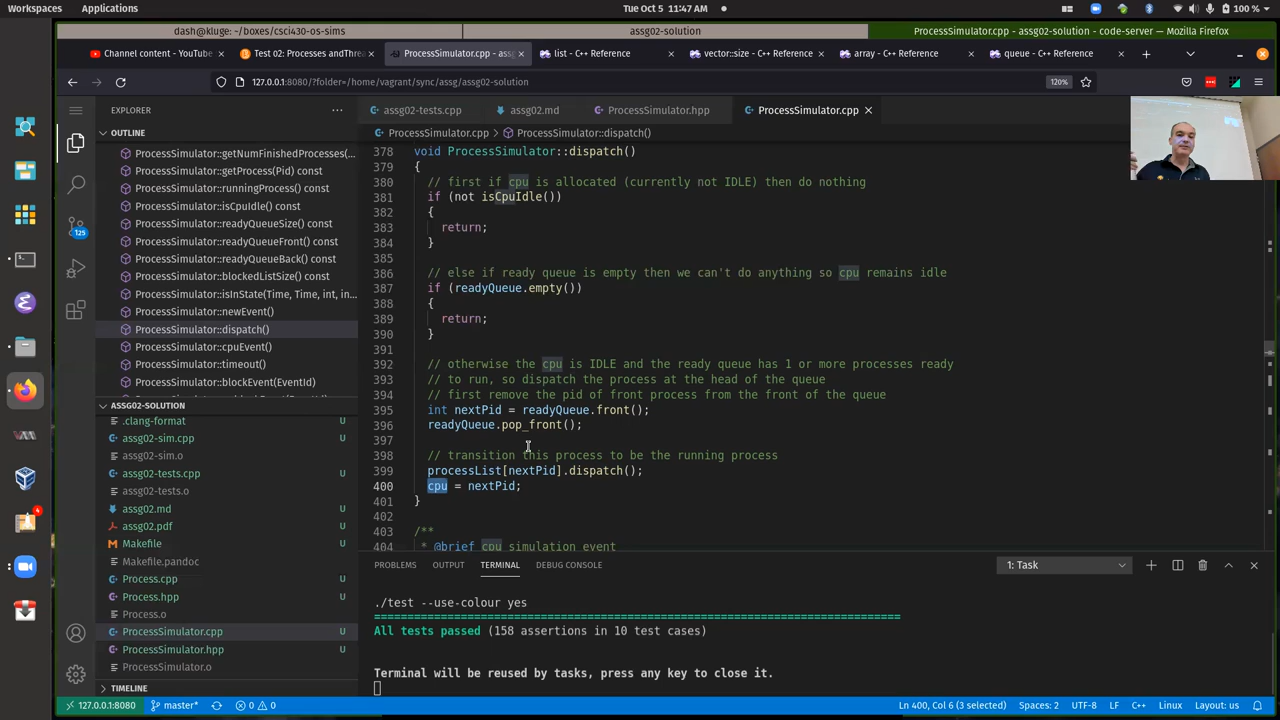 Workspaces Applications Tue Oct 5 11:47 AM 100 %
dash@kluge: ~/boxes/csci430-os-sims assg02-solution ProcessSimulator.cpp - assg02-solution - code-server — Mozilla Firefox
Channel content - YouTub Test 02: Processes andThrea ProcessSimulator.cpp - assg list - C++ Reference vector::size - C++ Reference array - C++ Reference queue - C++ Reference
127.0.0.1:8080/?folder=/home/vagrant/sync/assg/assg02-solution 120%
EXPLORER
assg02-tests.cpp assg02.md ProcessSimulator.hpp ProcessSimulator.cpp
OUTLINE
ProcessSimulator.cpp > ProcessSimulator::dispatch()
ProcessSimulator::getNumFinishedProcesses(...
ProcessSimulator::getProcess(Pid) const
ProcessSimulator::runningProcess() const
ProcessSimulator::isCpuIdle() const
ProcessSimulator::readyQueueSize() const
ProcessSimulator::readyQueueFront() const
ProcessSimulator::readyQueueBack() const
ProcessSimulator::blockedListSize() const
ProcessSimulator::isInState(Time, Time, int, in...
ProcessSimulator::newEvent()
ProcessSimulator::dispatch()
ProcessSimulator::cpuEvent()
ProcessSimulator::timeout()
ProcessSimulator::blockEvent(EventId)
ASSG02-SOLUTION
.clang-format
assg02-sim.cpp U
assg02-sim.o
assg02-tests.cpp U
assg02-tests.o
assg02.md U
assg02.pdf U
Makefile U
Makefile.pandoc
Process.cpp U
Process.hpp U
Process.o
ProcessSimulator.cpp U
ProcessSimulator.hpp U
ProcessSimulator.o
TIMELINE
125
4
378 void ProcessSimulator::dispatch()
379 {
380 // first if cpu is allocated (currently not IDLE) then do nothing
381 if (not isCpuIdle())
382 {
383 return;
384 }
385
386 // else if ready queue is empty then we can't do anything so cpu remains idle
387 if (readyQueue.empty())
388 {
389 return;
390 }
391
392 // otherwise the cpu is IDLE and the ready queue has 1 or more processes ready
393 // to run, so dispatch the process at the head of the queue
394 // first remove the pid of front process from the front of the queue
395 int nextPid = readyQueue.front();
396 readyQueue.pop_front();
397
398 // transition this process to be the running process
399 processList[nextPid].dispatch();
400 cpu = nextPid;
401 }
402
403 /**
404 * @brief cpu simulation event
PROBLEMS OUTPUT TERMINAL DEBUG CONSOLE 1: Task
./test --use-colour yes
===============================================================================
All tests passed (158 assertions in 10 test cases)
Terminal will be reused by tasks, press any key to close it.
127.0.0.1:8080 master* 0 0 Ln 400, Col 6 (3 selected) Spaces: 2 UTF-8 LF C++ Linux Layout: us